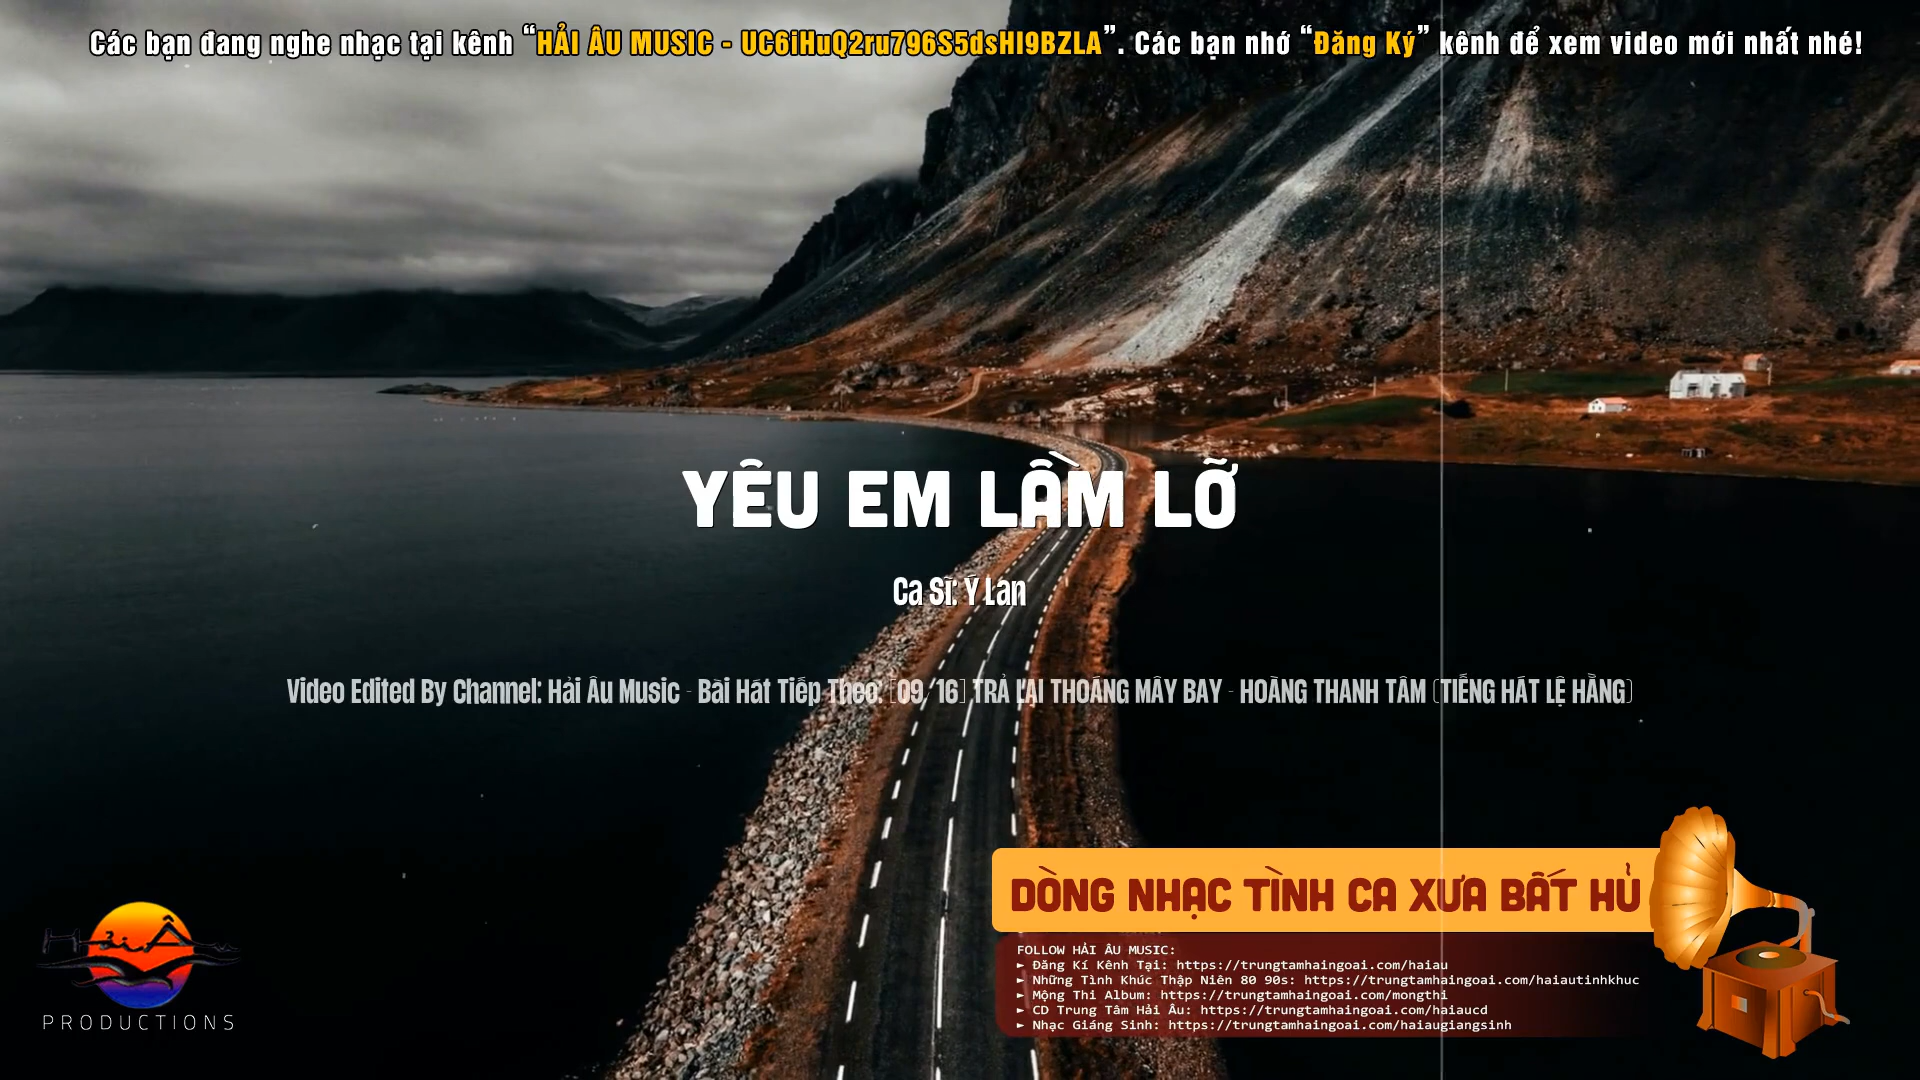 Các bạn đang nghe nhạc tại kênh “HẢI ÂU MUSIC - UC6iHuQ2ru796S5dsHI9BZLA”. Các bạn nhớ “Đăng Ký” kênh để xem video mới nhất nhé!
YÊU EM LẦM LỠ
Ca Sĩ: Ý Lan
Video Edited By Channel: Hải Âu Music - Bài Hát Tiếp Theo: [09/16] TRẢ LẠI THOÁNG MÂY BAY - HOÀNG THANH TÂM (TIẾNG HÁT LỆ HẰNG)
DÒNG NHẠC TÌNH CA XƯA BẤT HỦ
FOLLOW HẢI ÂU MUSIC:
► Đăng Kí Kênh Tại: https://trungtamhaingoai.com/haiau
► Những Tình Khúc Thập Niên 80 90s: https://trungtamhaingoai.com/haiautinhkhuc
► Mộng Thi Album: https://trungtamhaingoai.com/mongthi
► CD Trung Tâm Hải Âu: https://trungtamhaingoai.com/haiaucd
► Nhạc Giáng Sinh: https://trungtamhaingoai.com/haiaugiangsinh
Hải Âu
PRODUCTIONS